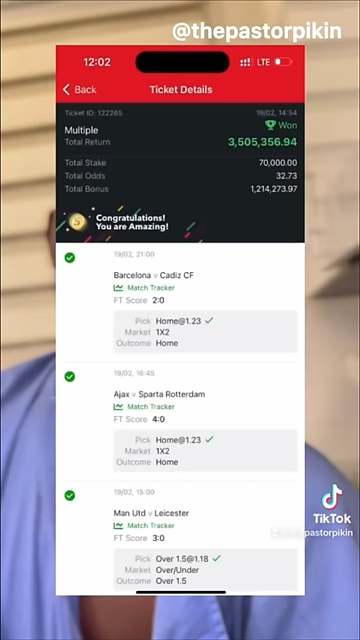 @thepastorpikin
12:02
LTE
Back
Ticket Details
Ticket ID: 122265
19/02, 14:54
Multiple
Won
Total Return
3,505,356.94
Total Stake
70,000.00
Total Odds
32.73
Total Bonus
1,214,273.97
Congratulations!
You are Amazing!
19/02, 21:00
Barcelona v Cadiz CF
Match Tracker
FT Score 2:0
Pick Home@1.23
Market 1X2
Outcome Home
19/02, 16:45
Ajax v Sparta Rotterdam
Match Tracker
FT Score 4:0
Pick Home@1.23
Market 1X2
Outcome Home
19/02, 15:00
Man Utd v Leicester
Match Tracker
FT Score 3:0
Pick Over 1.5@1.18
Market Over/Under
Outcome Over 1.5
TikTok
pastorpikin